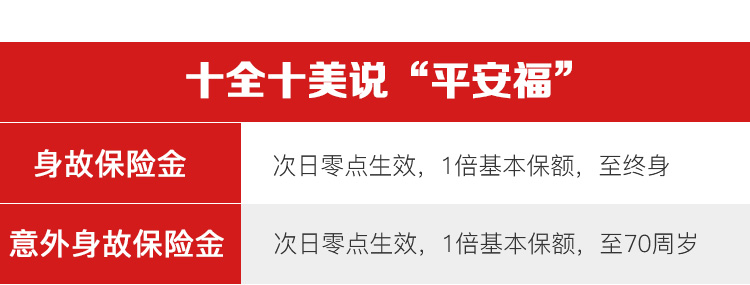 十全十美说“平安福”
身故保险金 次日零点生效，1倍基本保额，至终身
意外身故保险金 次日零点生效，1倍基本保额，至70周岁